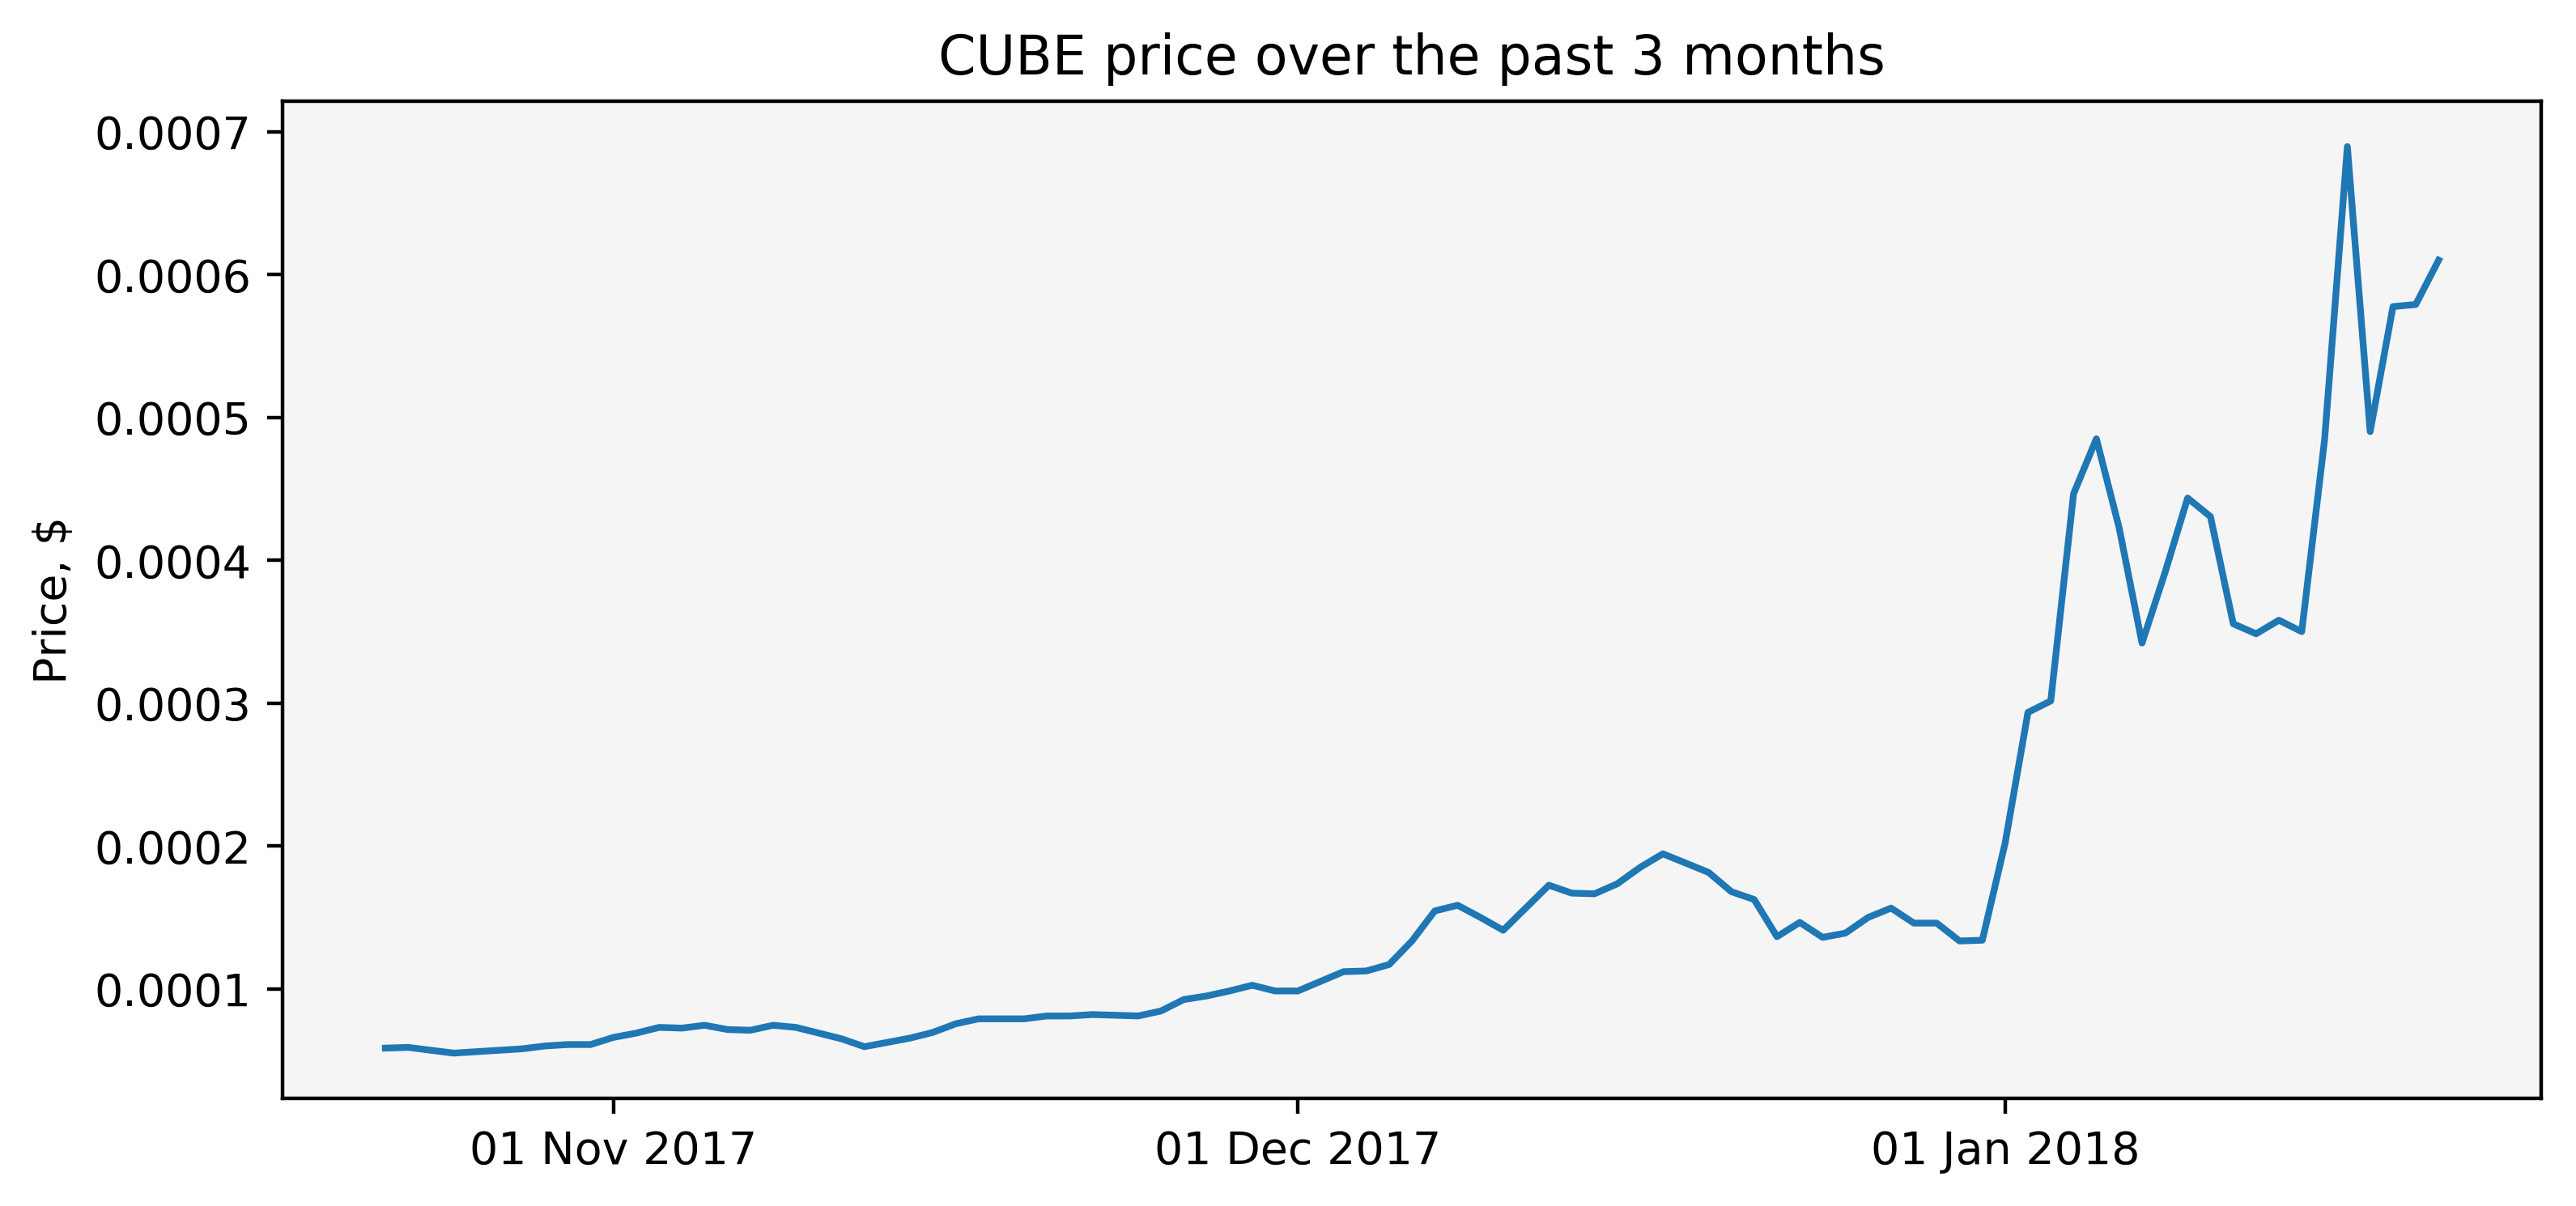 CUBE price over the past 3 months
0.0007
0.0006
0.0005
0.0004
0.0003
0.0002
0.0001
Price, $
01 Nov 2017
01 Dec 2017
01 Jan 2018